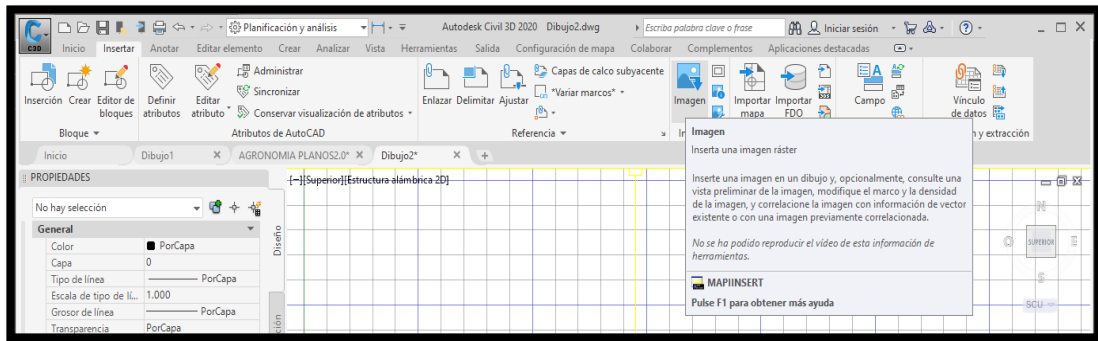 Planificación y análisis
Autodesk Civil 3D 2020 Dibujo2.dwg
Escriba palabra clave o frase
Iniciar sesión
C3D Inicio Insertar Anotar Editar elemento Crear Analizar Vista Herramientas Salida Configuración de mapa Colaborar Complementos Aplicaciones destacadas
Inserción Crear Editor de bloques
Definir atributos
Editar atributo
Administrar
Sincronizar
Conservar visualización de atributos
Enlazar Delimitar Ajustar
Capas de calco subyacente
*Variar marcos*
Imagen
Importar mapa
Importar FDO
Campo
Vínculo de datos
Bloque
Atributos de AutoCAD
Referencia
y extracción
Inicio Dibujo1 AGRONOMIA PLANOS2.0* Dibujo2*
PROPIEDADES
No hay selección
General
Color PorCapa
Capa 0
Tipo de línea PorCapa
Escala de tipo de lí... 1.000
Grosor de línea PorCapa
Transparencia PorCapa
Diseño
[-][Superior][Estructura alámbrica 2D]
Imagen
Inserta una imagen ráster
Inserte una imagen en un dibujo y, opcionalmente, consulte una
vista preliminar de la imagen, modifique el marco y la densidad
de la imagen, y correlacione la imagen con información de vector
existente o con una imagen previamente correlacionada.
No se ha podido reproducir el vídeo de esta información de
herramientas.
MAPIINSERT
Pulse F1 para obtener más ayuda
N
O
SUPERIOR
E
S
SCU